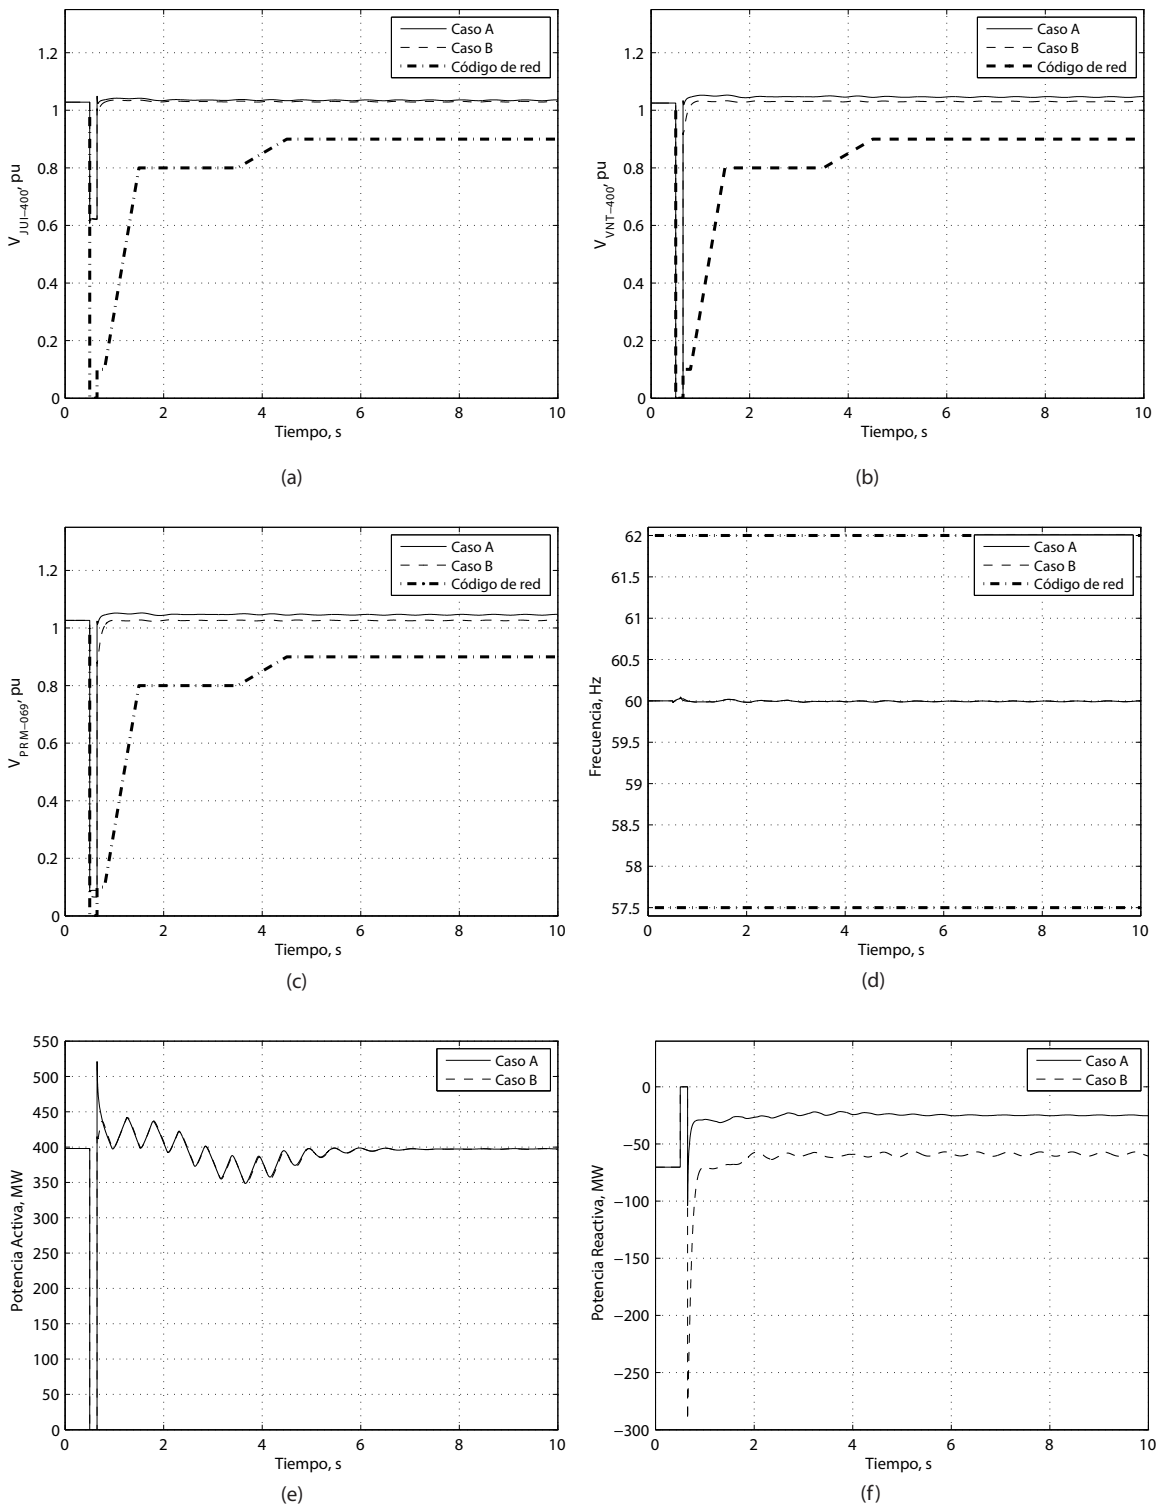 1.2
1
0.8
0.6
0.4
0.2
0
V JUI−400, pu
Caso A
Caso B
Código de red
0 2 4 6 8 10
Tiempo, s
(a)
1.2
1
0.8
0.6
0.4
0.2
0
V VNT−400, pu
Caso A
Caso B
Código de red
0 2 4 6 8 10
Tiempo, s
(b)
1.2
1
0.8
0.6
0.4
0.2
0
V PRM−069, pu
Caso A
Caso B
Código de red
0 2 4 6 8 10
Tiempo, s
(c)
62
61.5
61
60.5
60
59.5
59
58.5
58
57.5
Frecuencia, Hz
Caso A
Caso B
Código de red
0 2 4 6 8 10
Tiempo, s
(d)
550
500
450
400
350
300
250
200
150
100
50
0
Potencia Activa, MW
Caso A
Caso B
0 2 4 6 8 10
Tiempo, s
(e)
0
−50
−100
−150
−200
−250
−300
Potencia Reactiva, MW
Caso A
Caso B
0 2 4 6 8 10
Tiempo, s
(f)